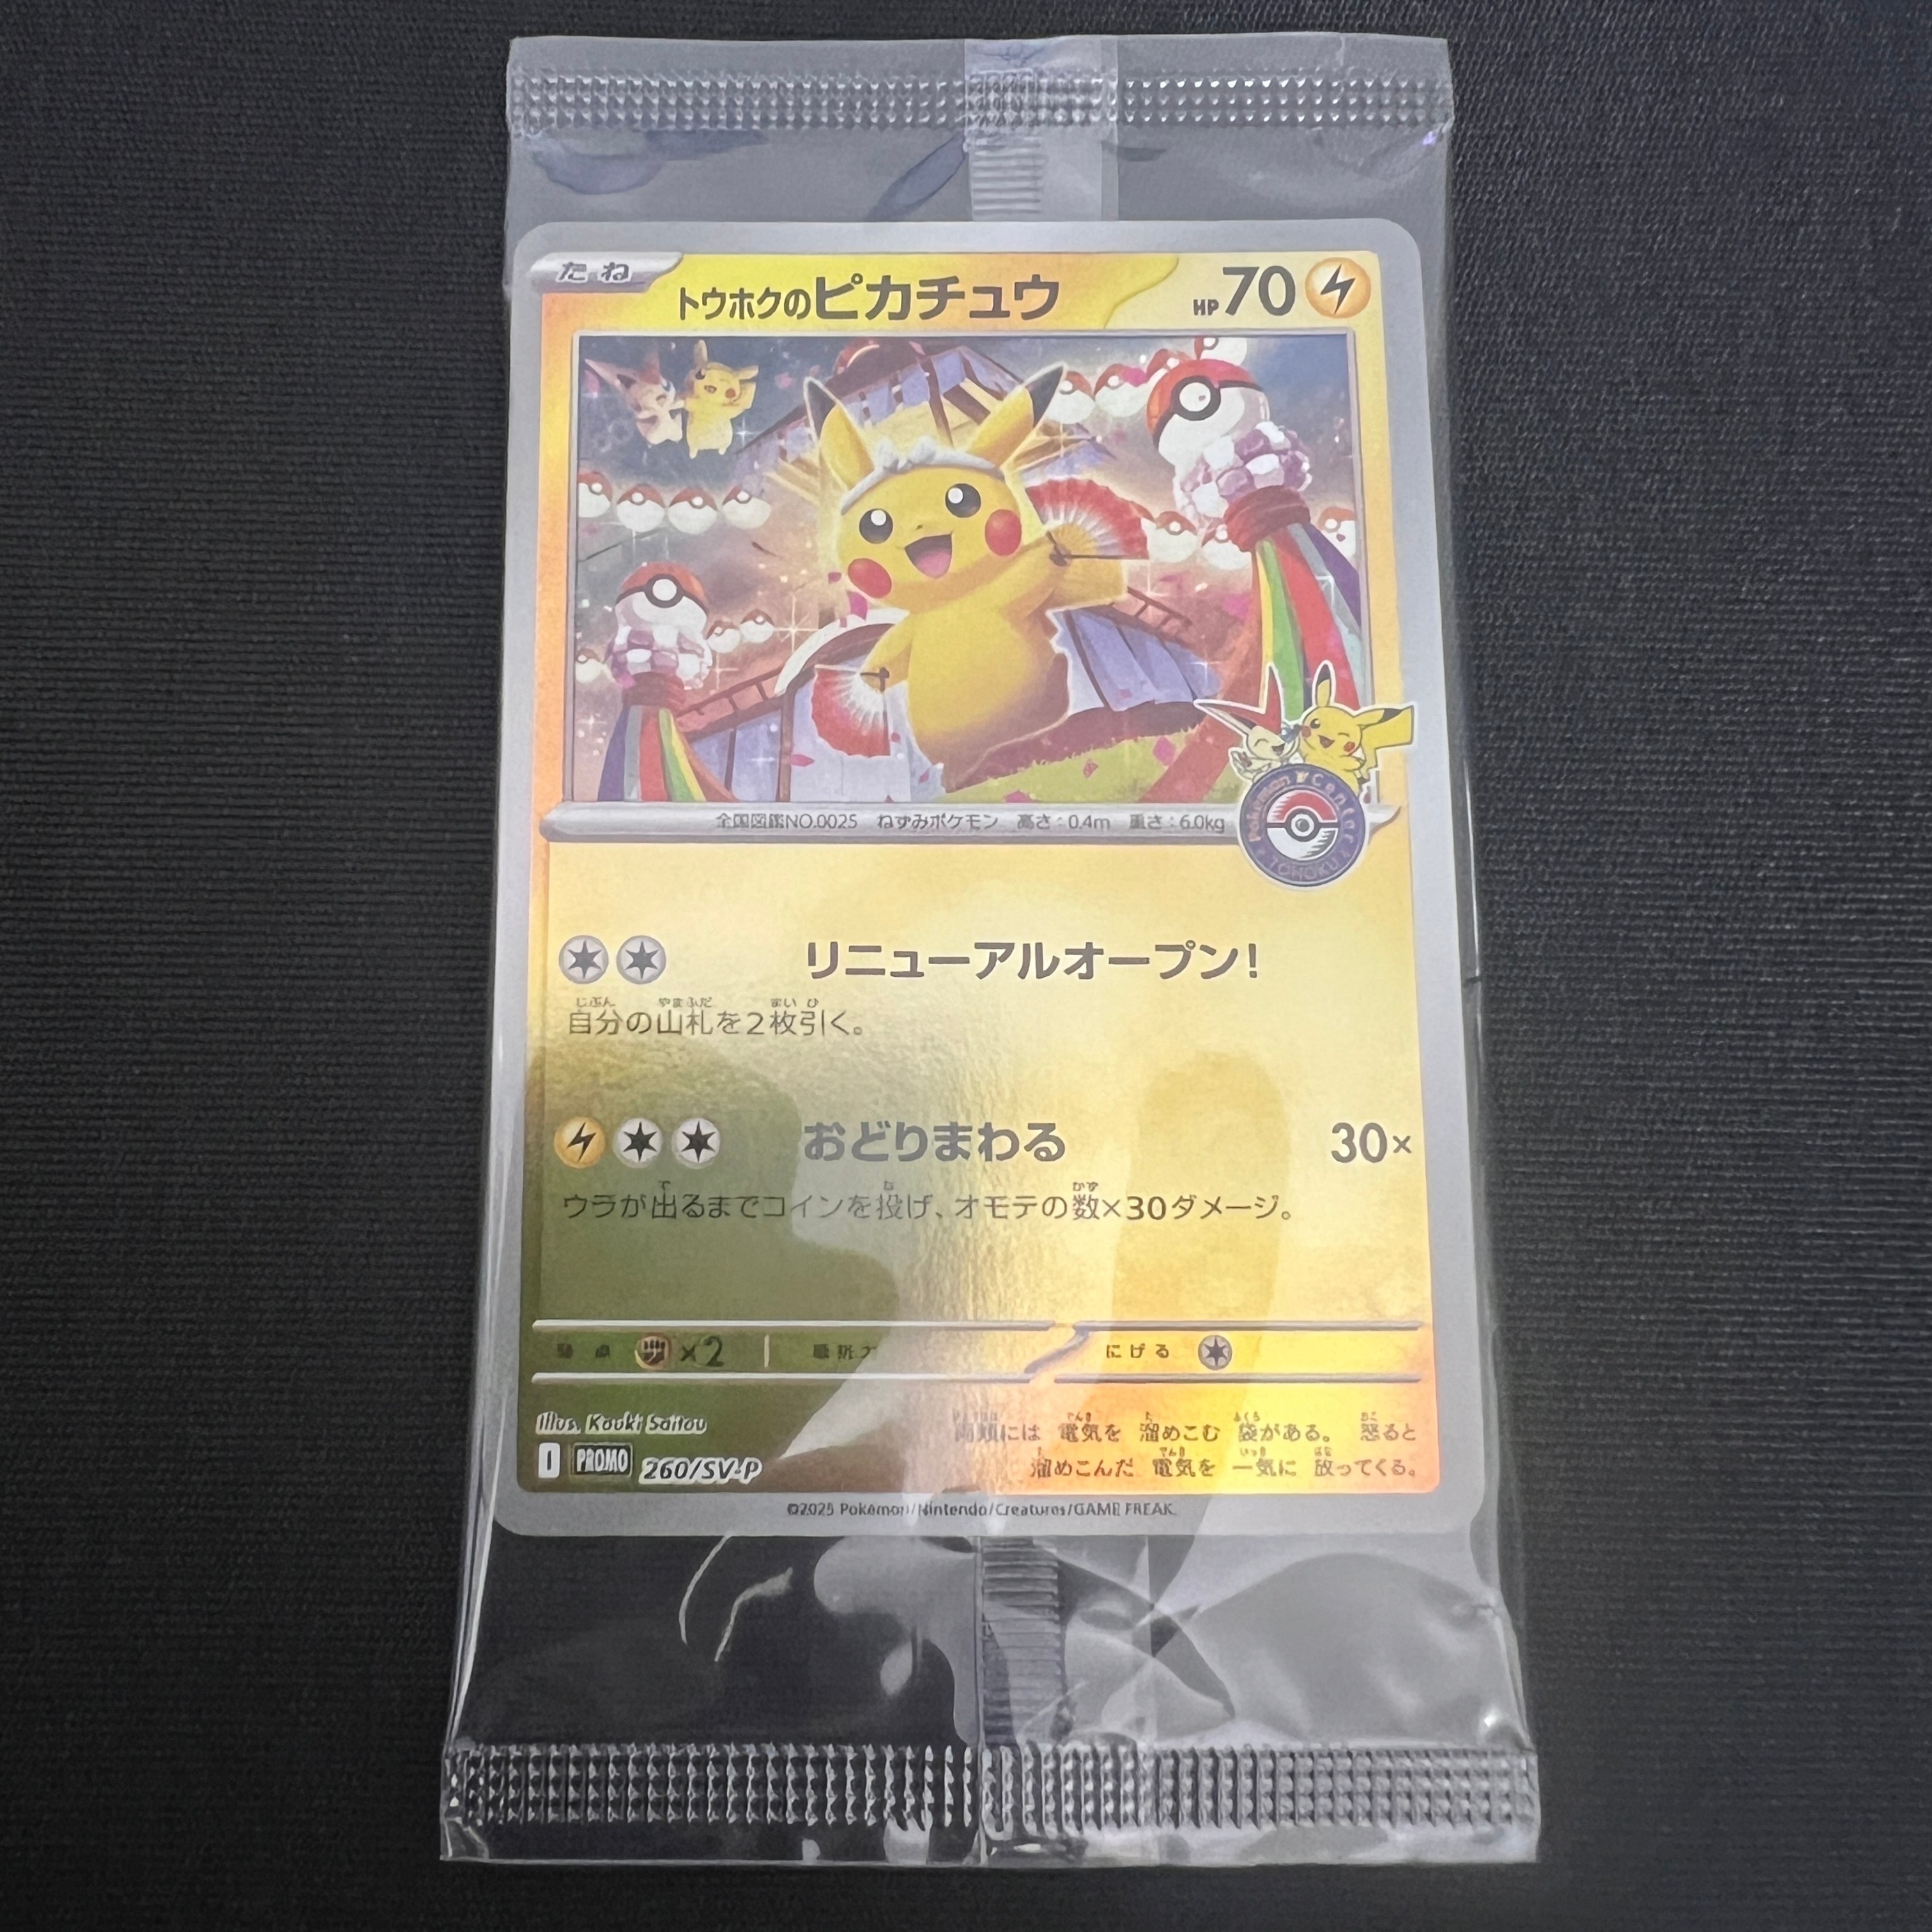 たね
トウホクのピカチュウ
HP70
全国図鑑NO.0025 ねずみポケモン 高さ:0.4m 重さ:6.0kg
Pokémon Center
TOHOKU
リニューアルオープン!
自分の山札を2枚引く。
おどりまわる 30×
ウラが出るまでコインを投げ、オモテの数×30ダメージ。
弱点 ×2 抵抗力 にげる
Illus. Kouki Saitou
I PROMO 260/SV-P
両頬には 電気を 溜めこむ 袋がある。 怒ると
溜めこんだ 電気を 一気に 放ってくる。
©2025 Pokémon/Nintendo/Creatures/GAME FREAK.